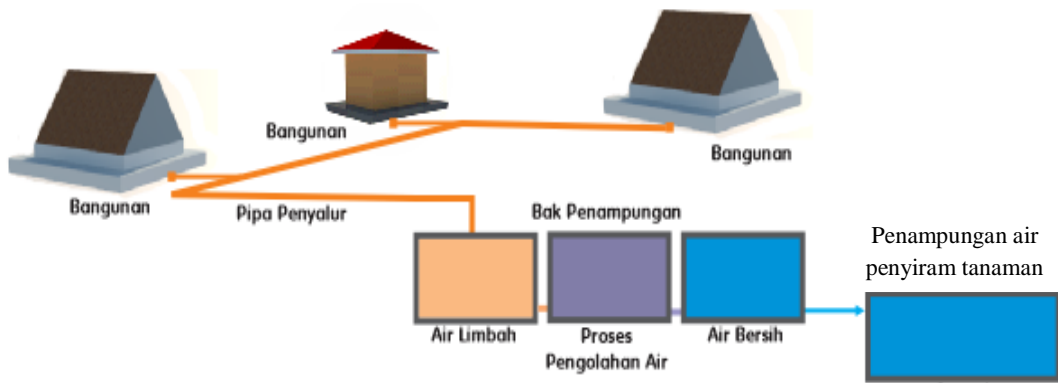 Bangunan
Bangunan
Bangunan
Pipa Penyalur
Bak Penampungan
Penampungan air
penyiram tanaman
Air Limbah
Proses
Pengolahan Air
Air Bersih